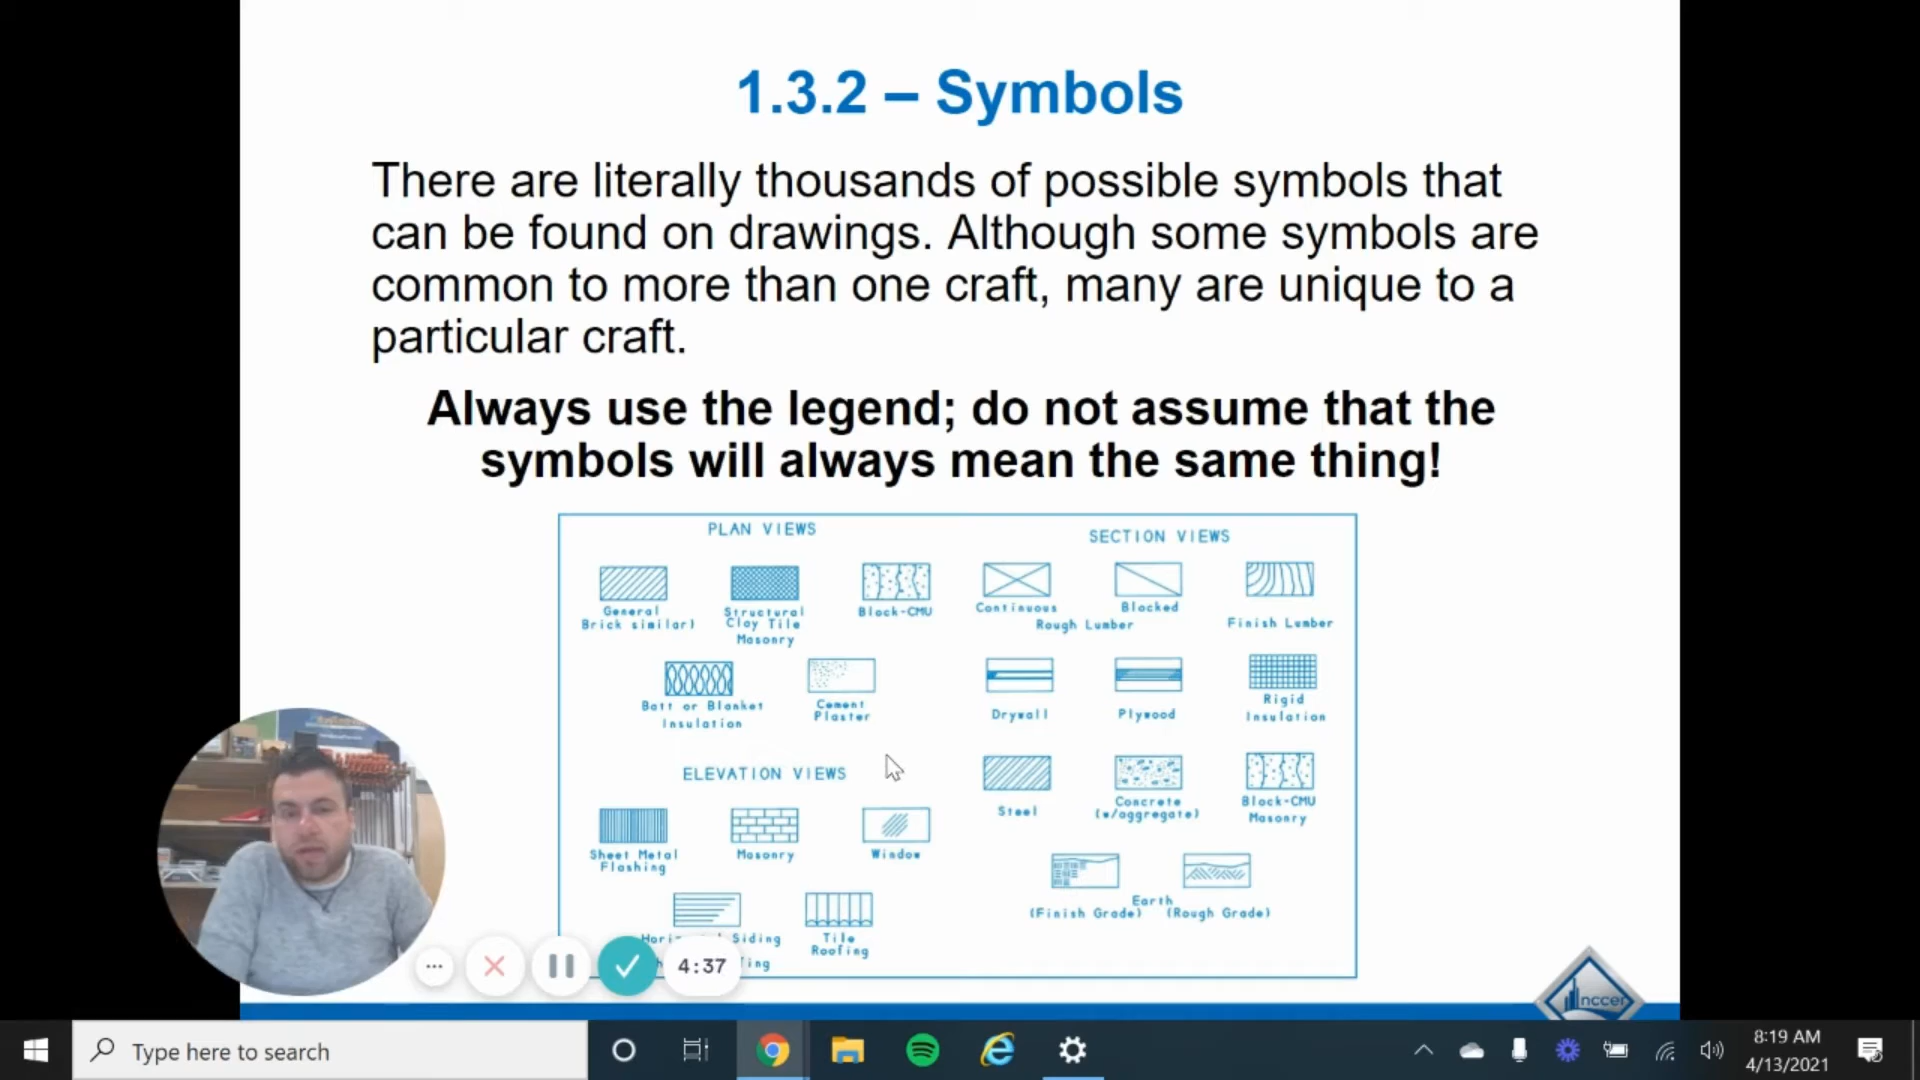 1.3.2 – Symbols
There are literally thousands of possible symbols that
can be found on drawings. Although some symbols are
common to more than one craft, many are unique to a
particular craft.
Always use the legend; do not assume that the
symbols will always mean the same thing!
PLAN VIEWS
General
Brick similar)
Structural
Clay Tile
Masonry
Block-CMU
Batt or Blanket
Insulation
Cement
Plaster
ELEVATION VIEWS
Sheet Metal
Flashing
Masonry
Window
Siding
Tile
Roofing
SECTION VIEWS
Continuous
Blocked
Rough Lumber
Finish Lumber
Drywall
Plywood
Rigid
Insulation
Steel
Concrete
(w/aggregate)
Block-CMU
Masonry
Earth
(Finish Grade) (Rough Grade)
4:37
nccer
Type here to search
8:19 AM
4/13/2021